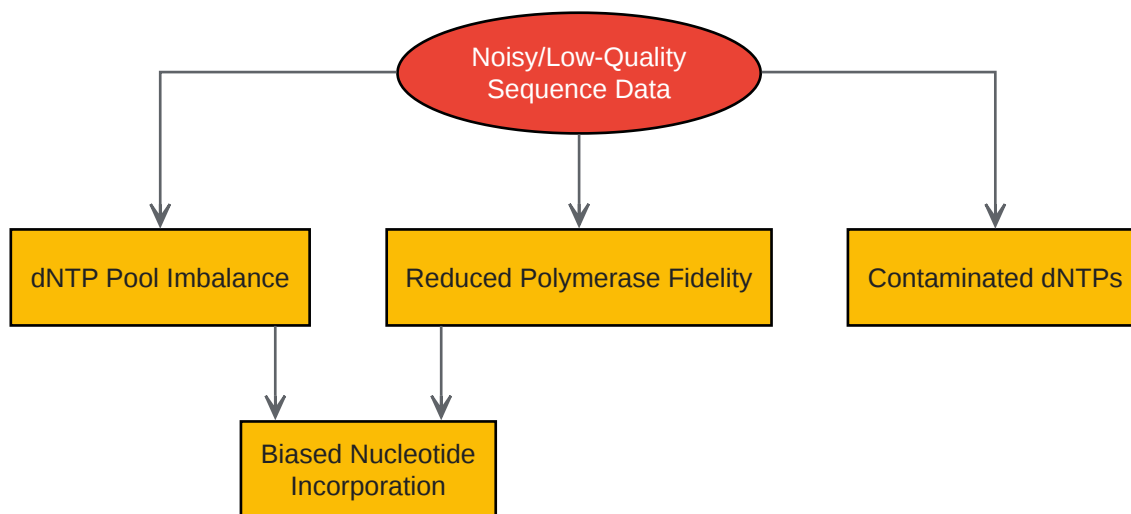 Noisy/Low-Quality
Sequence Data
dNTP Pool Imbalance
Reduced Polymerase Fidelity
Contaminated dNTPs
Biased Nucleotide
Incorporation